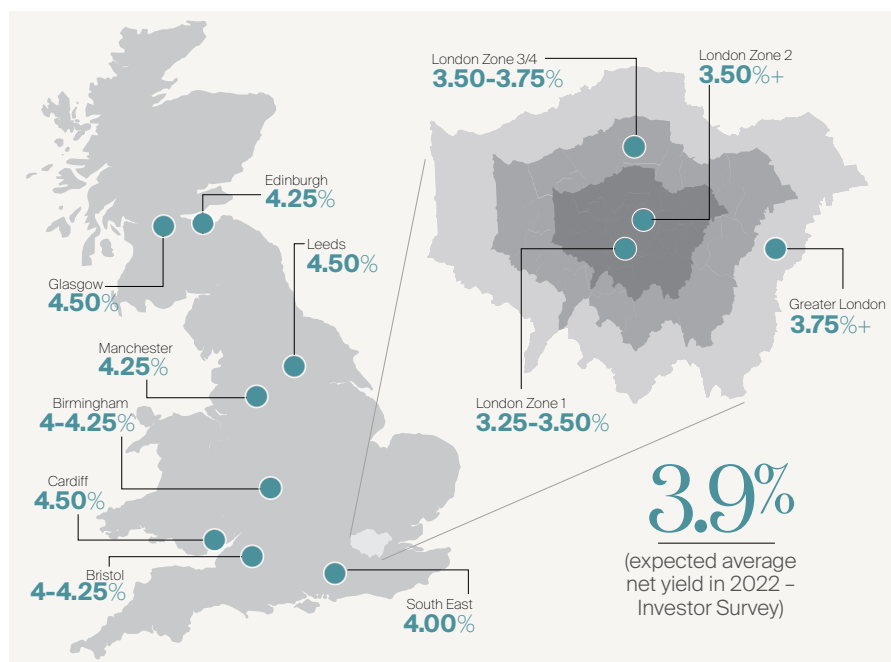 London Zone 3/4
3.50-3.75%
London Zone 2
3.50%+
Edinburgh
4.25%
Leeds
4.50%
Glasgow
4.50%
Greater London
3.75%+
Manchester
4.25%
Birmingham
4-4.25%
London Zone 1
3.25-3.50%
Cardiff
4.50%
Bristol
4-4.25%
South East
4.00%
3.9%
(expected average
net yield in 2022 –
Investor Survey)